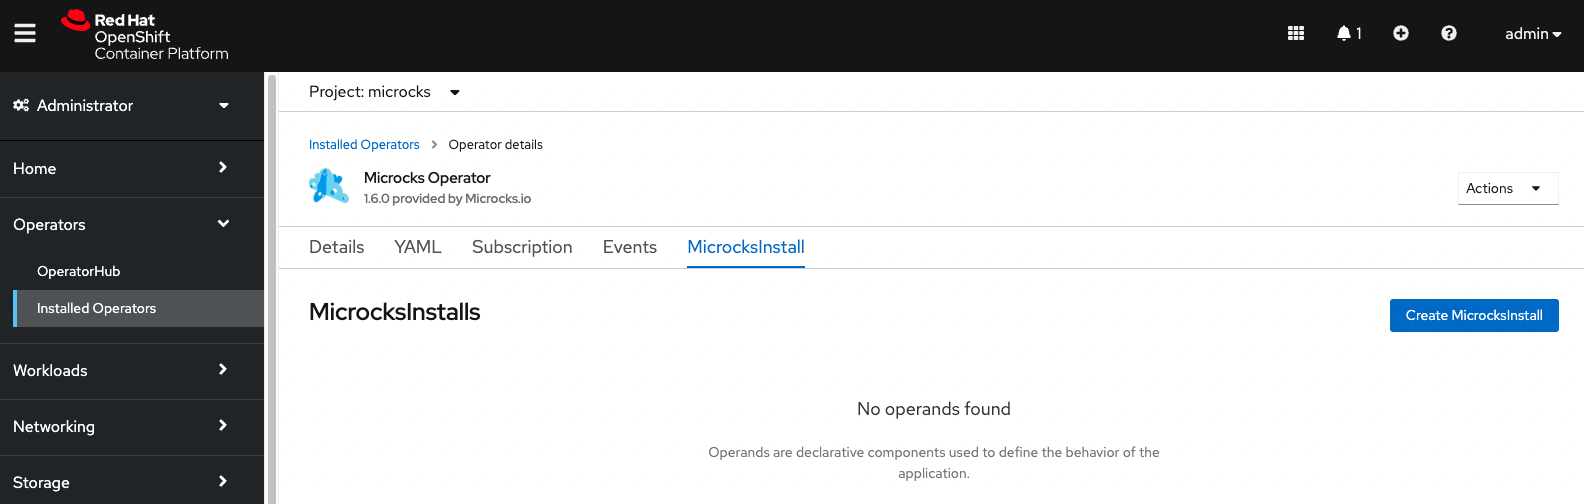 Red Hat
OpenShift
Container Platform
1
admin
Administrator
Home
Operators
OperatorHub
Installed Operators
Workloads
Networking
Storage
Project: microcks
Installed Operators > Operator details
Microcks Operator
1.6.0 provided by Microcks.io
Actions
Details YAML Subscription Events MicrocksInstall
MicrocksInstalls
Create MicrocksInstall
No operands found
Operands are declarative components used to define the behavior of the
application.